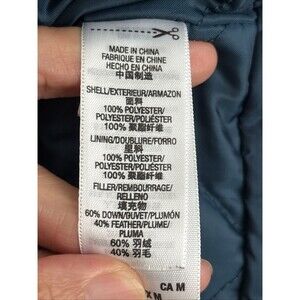 MADE IN CHINA
FABRIQUE EN CHINE
HECHO EN CHINA
中国制造
SHELL/EXTERIEUR/ARMAZON
面料
100% POLYESTER/
100% POLYESTER/
100% 聚酯纤维
LINING/DOUBLURE/FORRO
里料
100% POLYESTER/
100% POLYESTER/
100% 聚酯纤维
FILLER/REMBOURRAGE/
RELLENO
填充物
60% DOWN/DUVET/PLUMÓN
40% FEATHER/PLUME/
PLUMA
60% 羽绒
40% 羽毛
CA M
X M